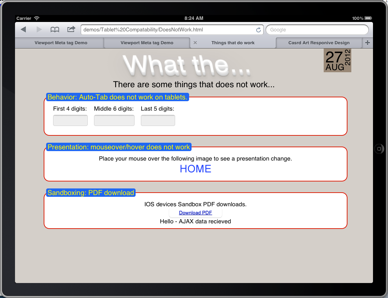 Carrier
8:24 AM
100%
demos/Tablet%20Compatability/DoesNotWork.html
Google
Viewport Meta tag Demo
Viewport Meta tag Demo
Things that do work
Csard Art Responsive Design
What the...
27
AUG
2012
There are some things that does not work...
Behavior: Auto-Tab does not work on tablets.
First 4 digits:
Middle 6 digits:
Last 5 digits:
Presentation: mouseover/hover does not work
Place your mouse over the following image to see a presentation change.
HOME
Sandboxing: PDF download
IOS devices Sandbox PDF downloads.
Download PDF
Hello - AJAX data recieved